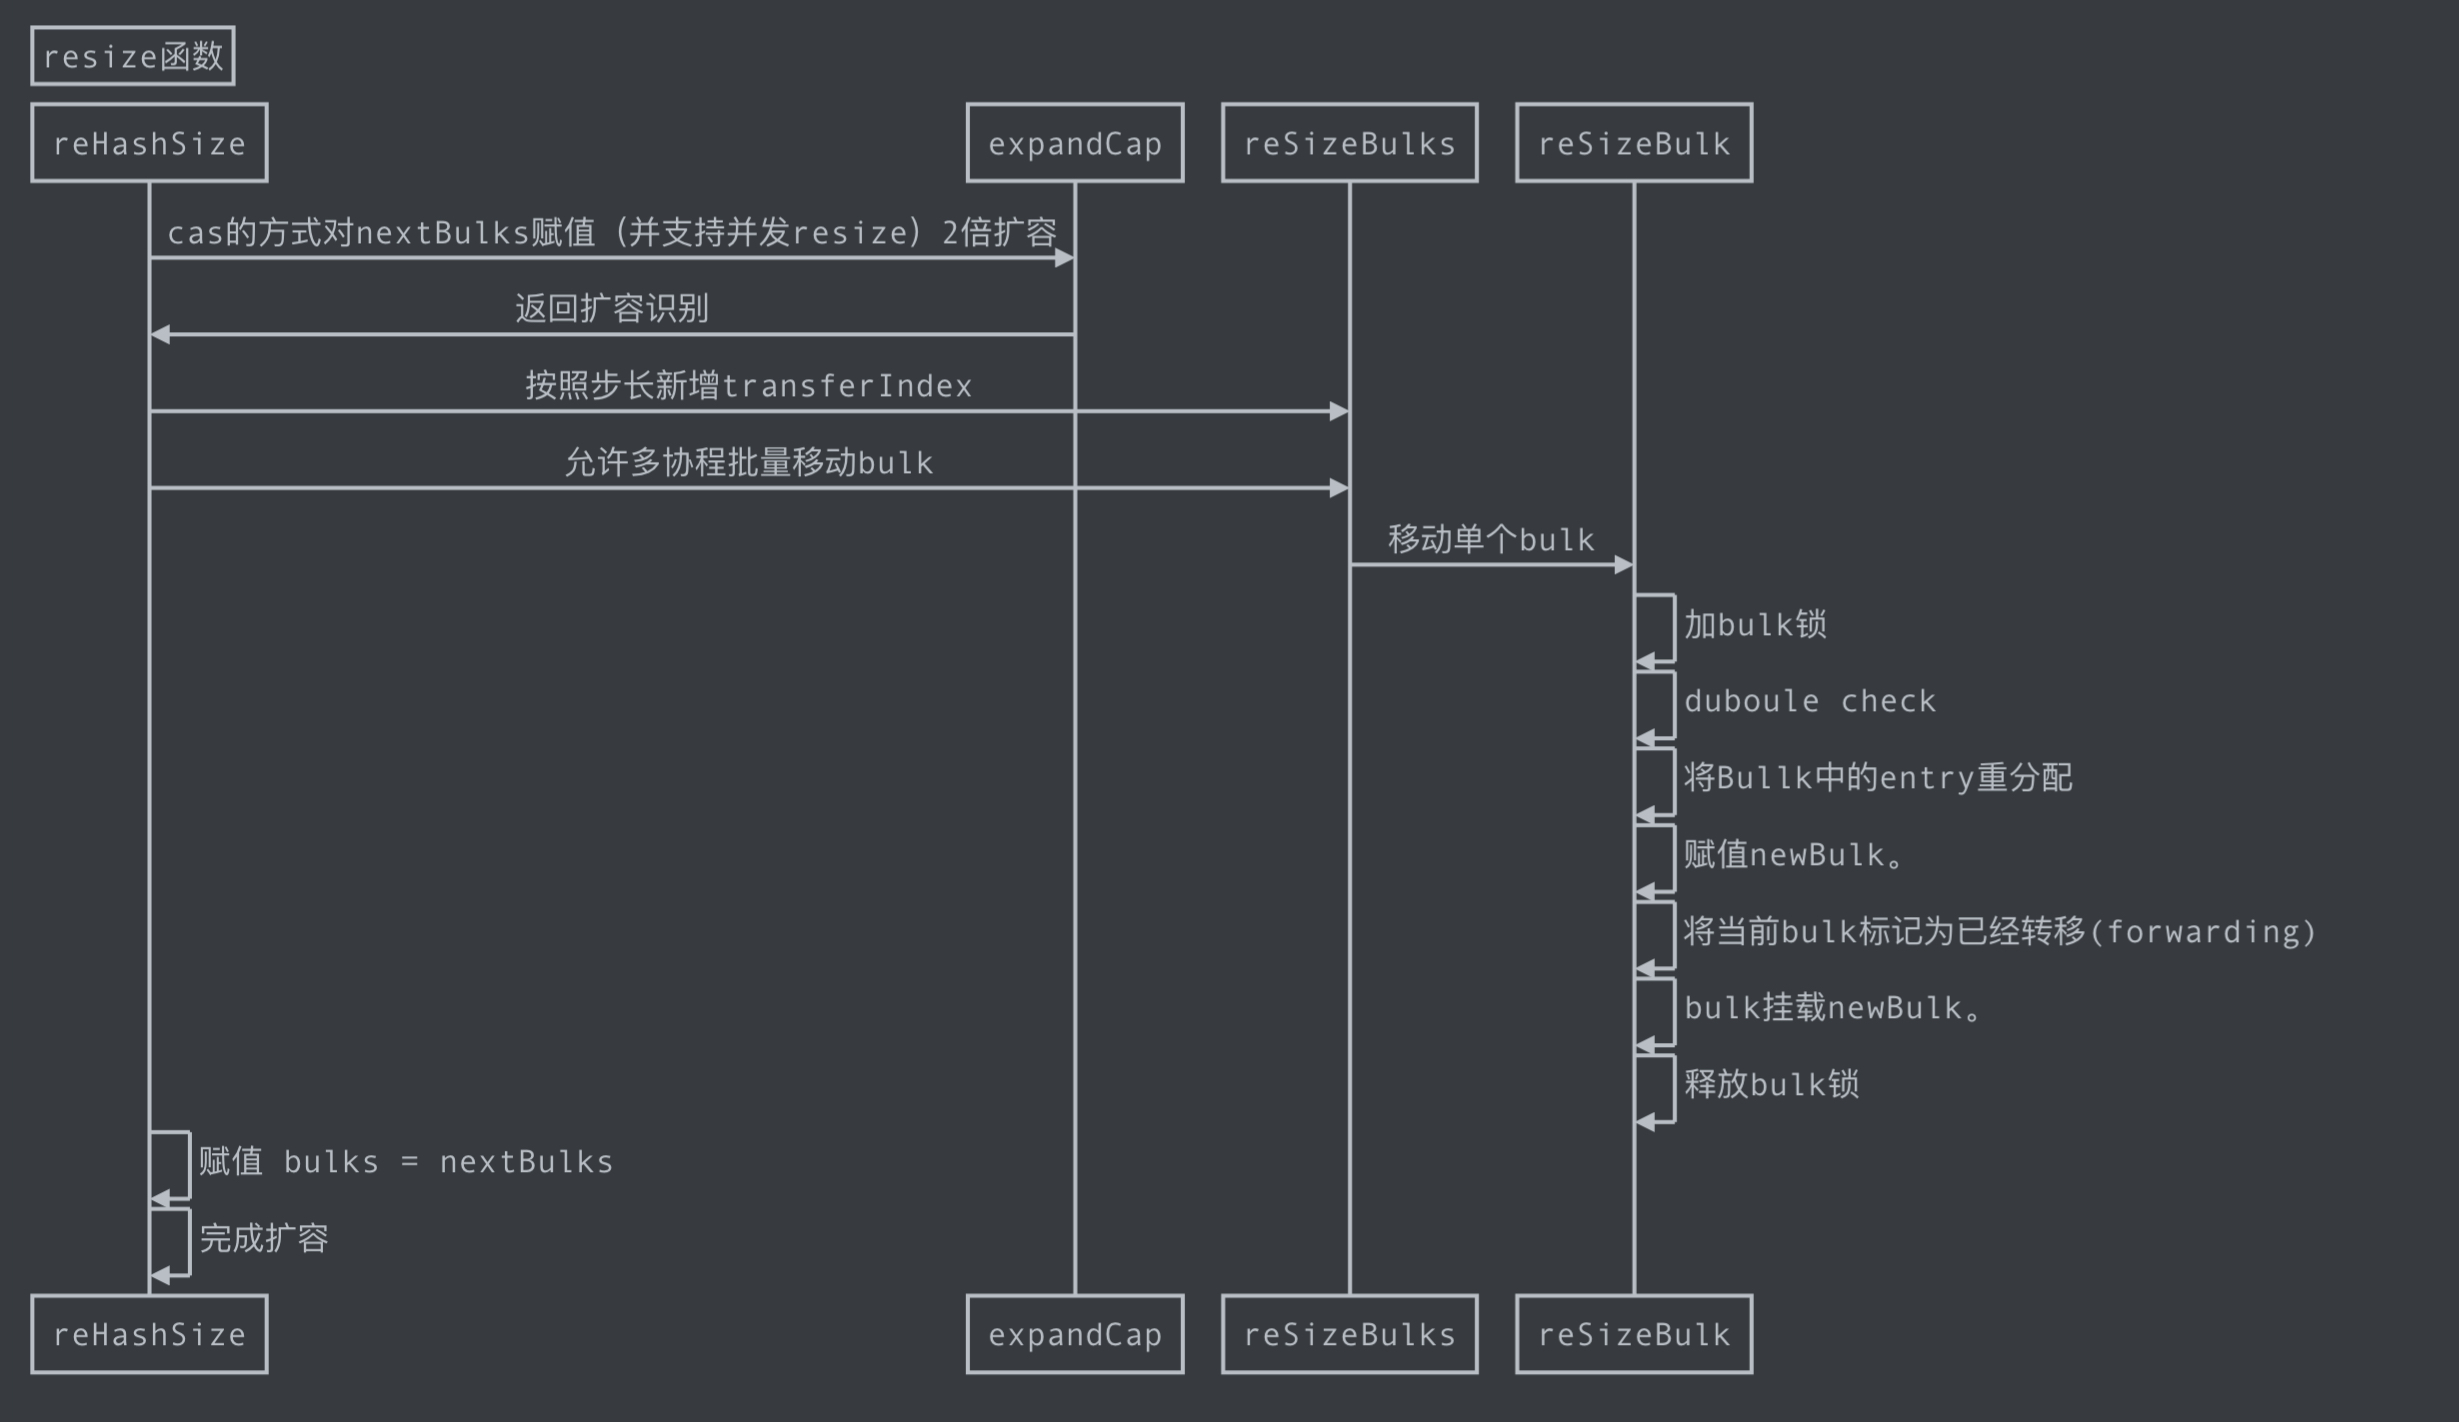 resize函数
reHashSize
expandCap
reSizeBulks
reSizeBulk
cas的方式对nextBulks赋值（并支持并发resize）2倍扩容
返回扩容识别
按照步长新增transferIndex
允许多协程批量移动bulk
移动单个bulk
加bulk锁
duboule check
将Bullk中的entry重分配
赋值newBulk。
将当前bulk标记为已经转移(forwarding)
bulk挂载newBulk。
释放bulk锁
赋值 bulks = nextBulks
完成扩容
reHashSize
expandCap
reSizeBulks
reSizeBulk